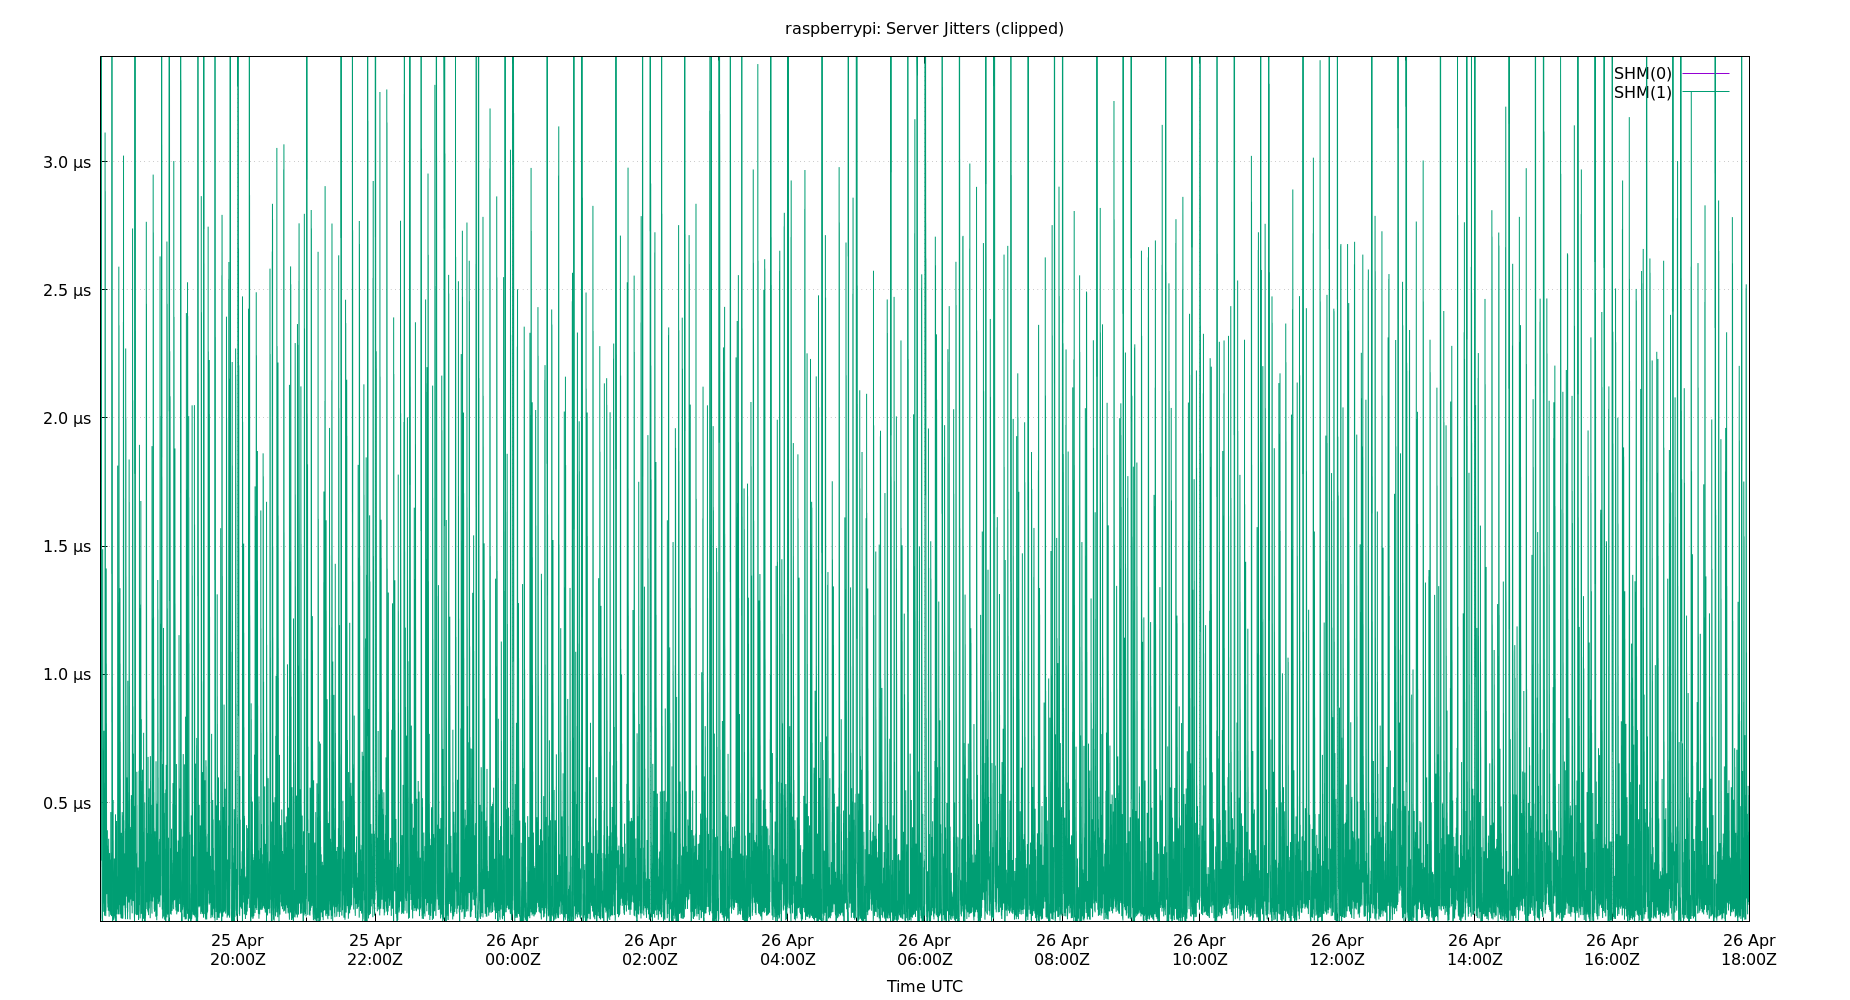 raspberrypi: Server Jitters (clipped)
SHM(0)
SHM(1)
3.0 µs
2.5 µs
2.0 µs
1.5 µs
1.0 µs
0.5 µs
25 Apr 25 Apr 26 Apr 26 Apr 26 Apr 26 Apr 26 Apr 26 Apr 26 Apr 26 Apr 26 Apr 26 Apr
20:00Z 22:00Z 00:00Z 02:00Z 04:00Z 06:00Z 08:00Z 10:00Z 12:00Z 14:00Z 16:00Z 18:00Z
Time UTC